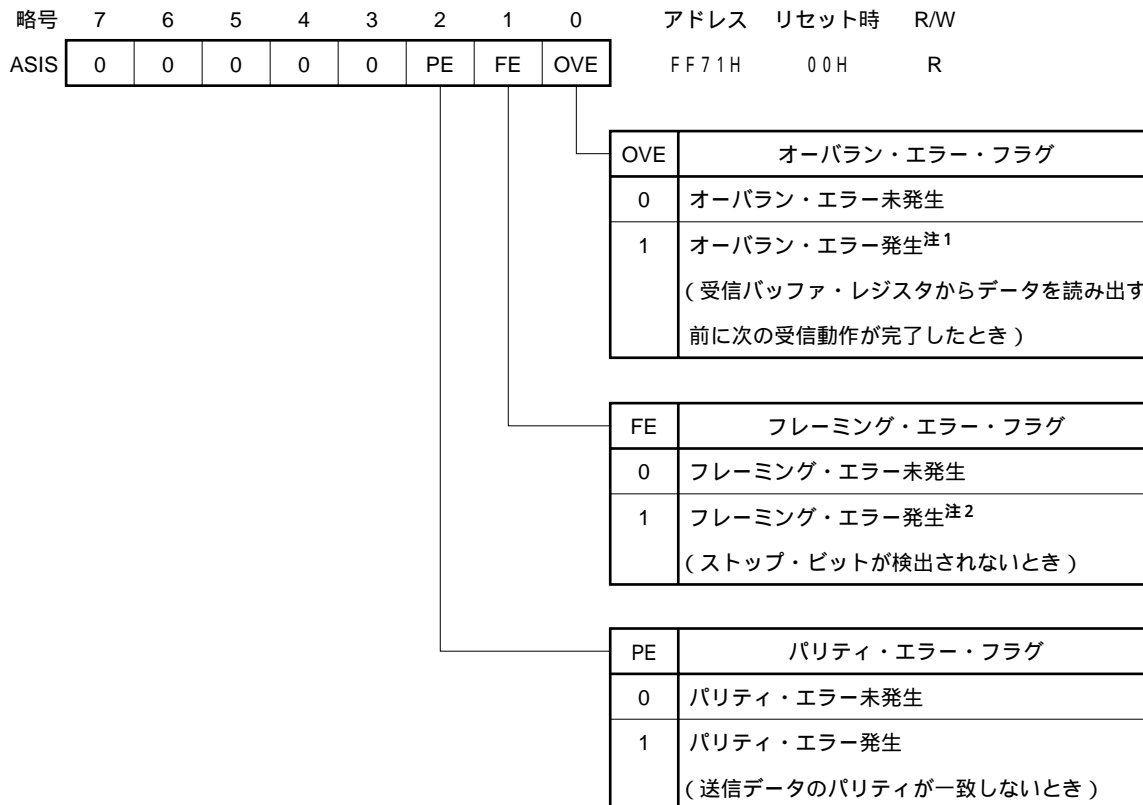 略号 7 6 5 4 3 2 1 0 アドレス リセット時 R/W
ASIS 0 0 0 0 0 PE FE OVE FF71H 00H R
OVE オーバラン・エラー・フラグ
0 オーバラン・エラー未発生
1 オーバラン・エラー発生注1
(受信バッファ・レジスタからデータを読み出す
前に次の受信動作が完了したとき)
FE フレーミング・エラー・フラグ
0 フレーミング・エラー未発生
1 フレーミング・エラー発生注2
(ストップ・ビットが検出されないとき)
PE パリティ・エラー・フラグ
0 パリティ・エラー未発生
1 パリティ・エラー発生
(送信データのパリティが一致しないとき)